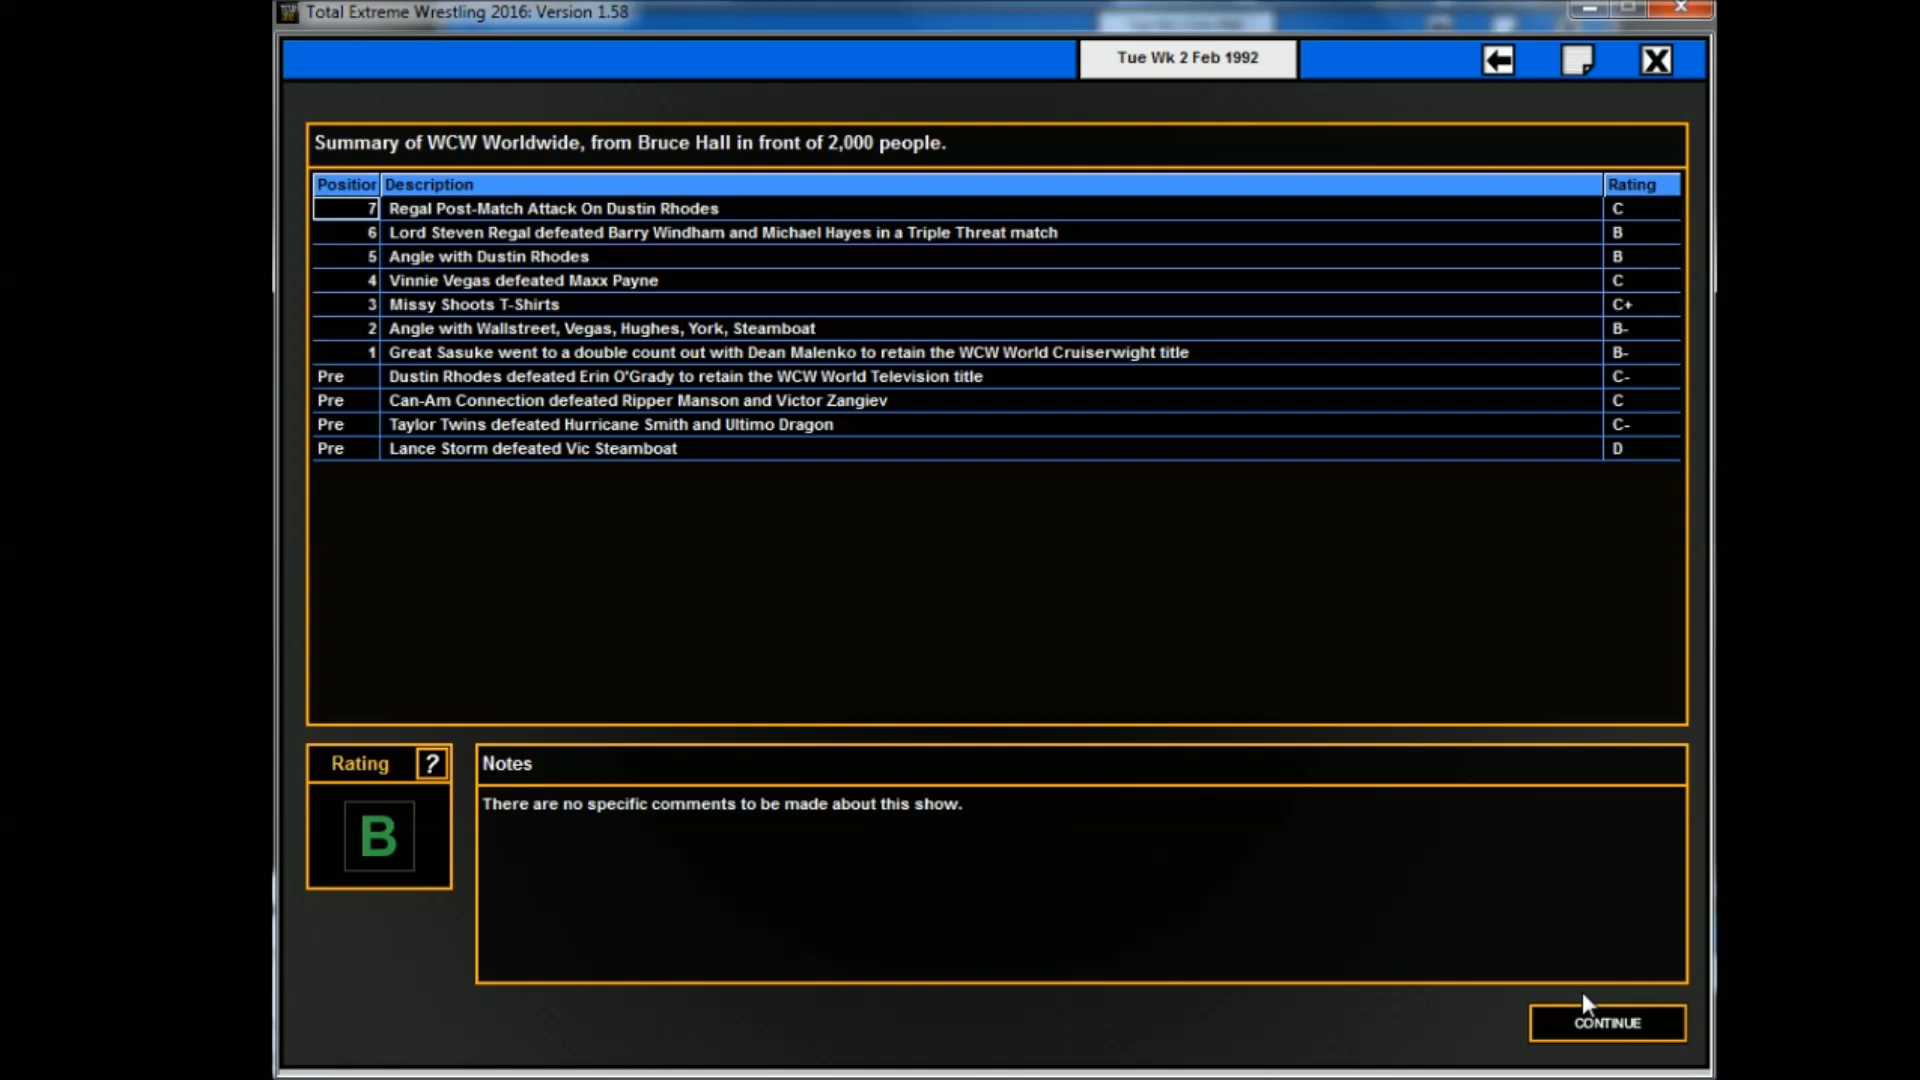 Total Extreme Wrestling 2016: Version 1.58
Tue Wk 2 Feb 1992
Summary of WCW Worldwide, from Bruce Hall in front of 2,000 people.
Position Description Rating
7 Regal Post-Match Attack On Dustin Rhodes C
6 Lord Steven Regal defeated Barry Windham and Michael Hayes in a Triple Threat match B
5 Angle with Dustin Rhodes B
4 Vinnie Vegas defeated Maxx Payne C
3 Missy Shoots T-Shirts C+
2 Angle with Wallstreet, Vegas, Hughes, York, Steamboat B-
1 Great Sasuke went to a double count out with Dean Malenko to retain the WCW World Cruiserwight title B-
Pre Dustin Rhodes defeated Erin O'Grady to retain the WCW World Television title C-
Pre Can-Am Connection defeated Ripper Manson and Victor Zangiev C
Pre Taylor Twins defeated Hurricane Smith and Ultimo Dragon C-
Pre Lance Storm defeated Vic Steamboat D
Rating ?
B
Notes
There are no specific comments to be made about this show.
CONTINUE